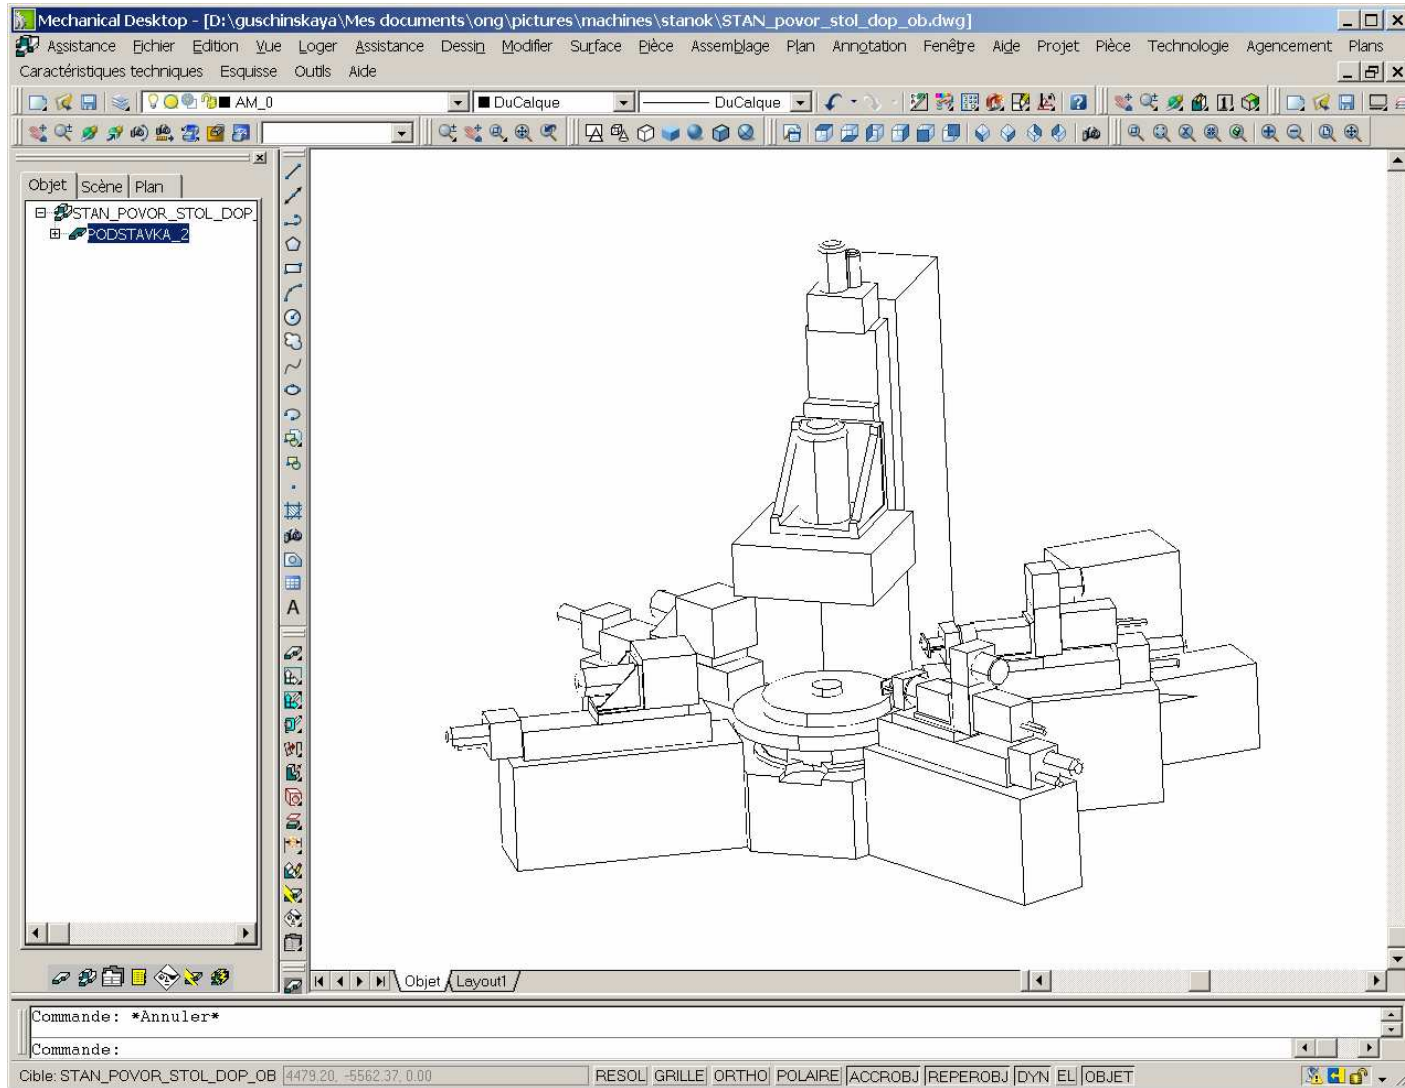 Mechanical Desktop - [D:\guschinskaya\Mes documents\ong\pictures\machines\stanok\STAN_povor_stol_dop_ob.dwg]
Assistance Fichier Edition Vue Loger Assistance Dessin Modifier Surface Pièce Assemblage Plan Annotation Fenêtre Aide Projet Pièce Technologie Agencement Plans
Caractéristiques techniques Esquisse Outils Aide
AM_0 DuCalque DuCalque
Objet Scène Plan
STAN_POVOR_STOL_DOP_
PODSTAVKA_2
A
Objet Layout1
Commande: *Annuler*
Commande:
Cible: STAN_POVOR_STOL_DOP_OB 4479.20, -5562.37, 0.00 RESOL GRILLE ORTHO POLAIRE ACCROBJ REPEROBJ DYN EL OBJET